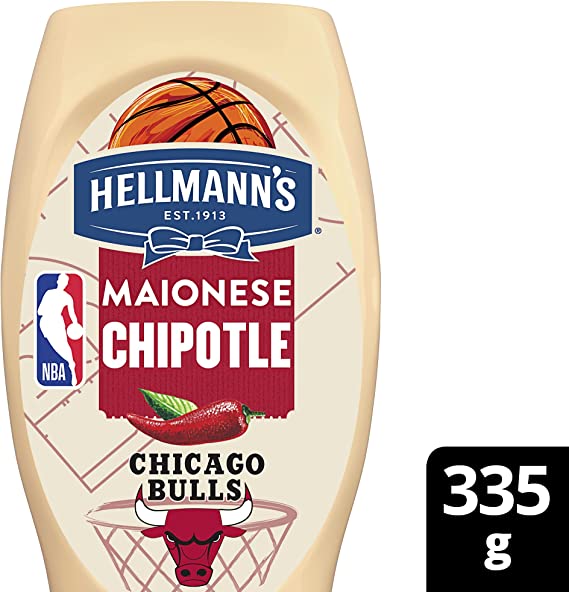 HELLMANN'S
EST.1913
®
MAIONESE
CHIPOTLE
NBA
CHICAGO
BULLS
335
g